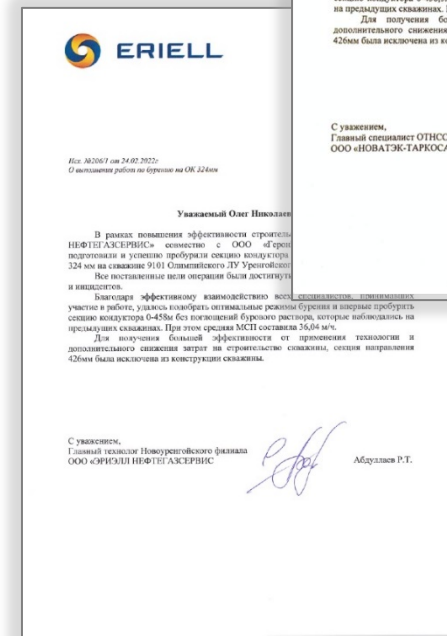 ERIELL
Исх. №206/1 от 24.02.2022г
О выполнении работ по бурению на ОК 324мм
Уважаемый Олег Николаев
В рамках повышения эффективности строитель
НЕФТЕГАЗСЕРВИС» совместно с ООО «Герон
подготовили и успешно пробурили секцию кондуктора
324 мм на скважине 9101 Олимпийского ЛУ Уренгойског
Все поставленные цели операции были достигнуты
и инцидентов.
Благодаря эффективному взаимодействию всех специалистов, принимавших
участие в работе, удалось подобрать оптимальные режимы бурения и впервые пробурить
секцию кондуктора 0-458м без поглощений бурового раствора, которые наблюдались на
предыдущих скважинах. При этом средняя МСП составила 36,04 м/ч.
Для получения большей эффективности от применения технологии и
дополнительного снижения затрат на строительство скважины, секция направления
426мм была исключена из конструкции скважины.
С уважением,
Главный технолог Новоуренгойского филиала
ООО «ЭРИЭЛЛ НЕФТЕГАЗСЕРВИС
Абдуллаев Р.Т.
на предыдущих скважинах.
Для получения бо
дополнительного снижения
426мм была исключена из ко
С уважением,
Главный специалист ОТНСС
ООО «НОВАТЭК-ТАРКОСА